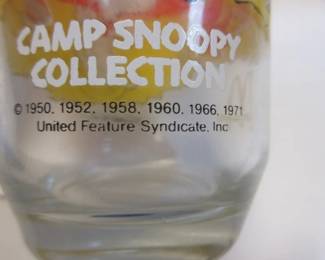 CAMP SNOOPY
COLLECTION
© 1950, 1952, 1958, 1960, 1966, 1971
United Feature Syndicate, Inc